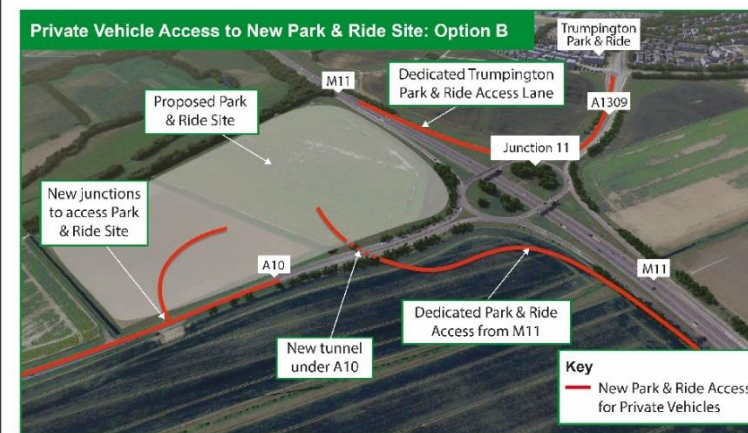 Private Vehicle Access to New Park & Ride Site: Option B
Trumpington
Park & Ride
M11
Dedicated Trumpington
Park & Ride Access Lane
A1309
Proposed Park
& Ride Site
Junction 11
New junctions
to access Park
& Ride Site
A10
M11
Dedicated Park & Ride
Access from M11
New tunnel
under A10
Key
New Park & Ride Access
for Private Vehicles